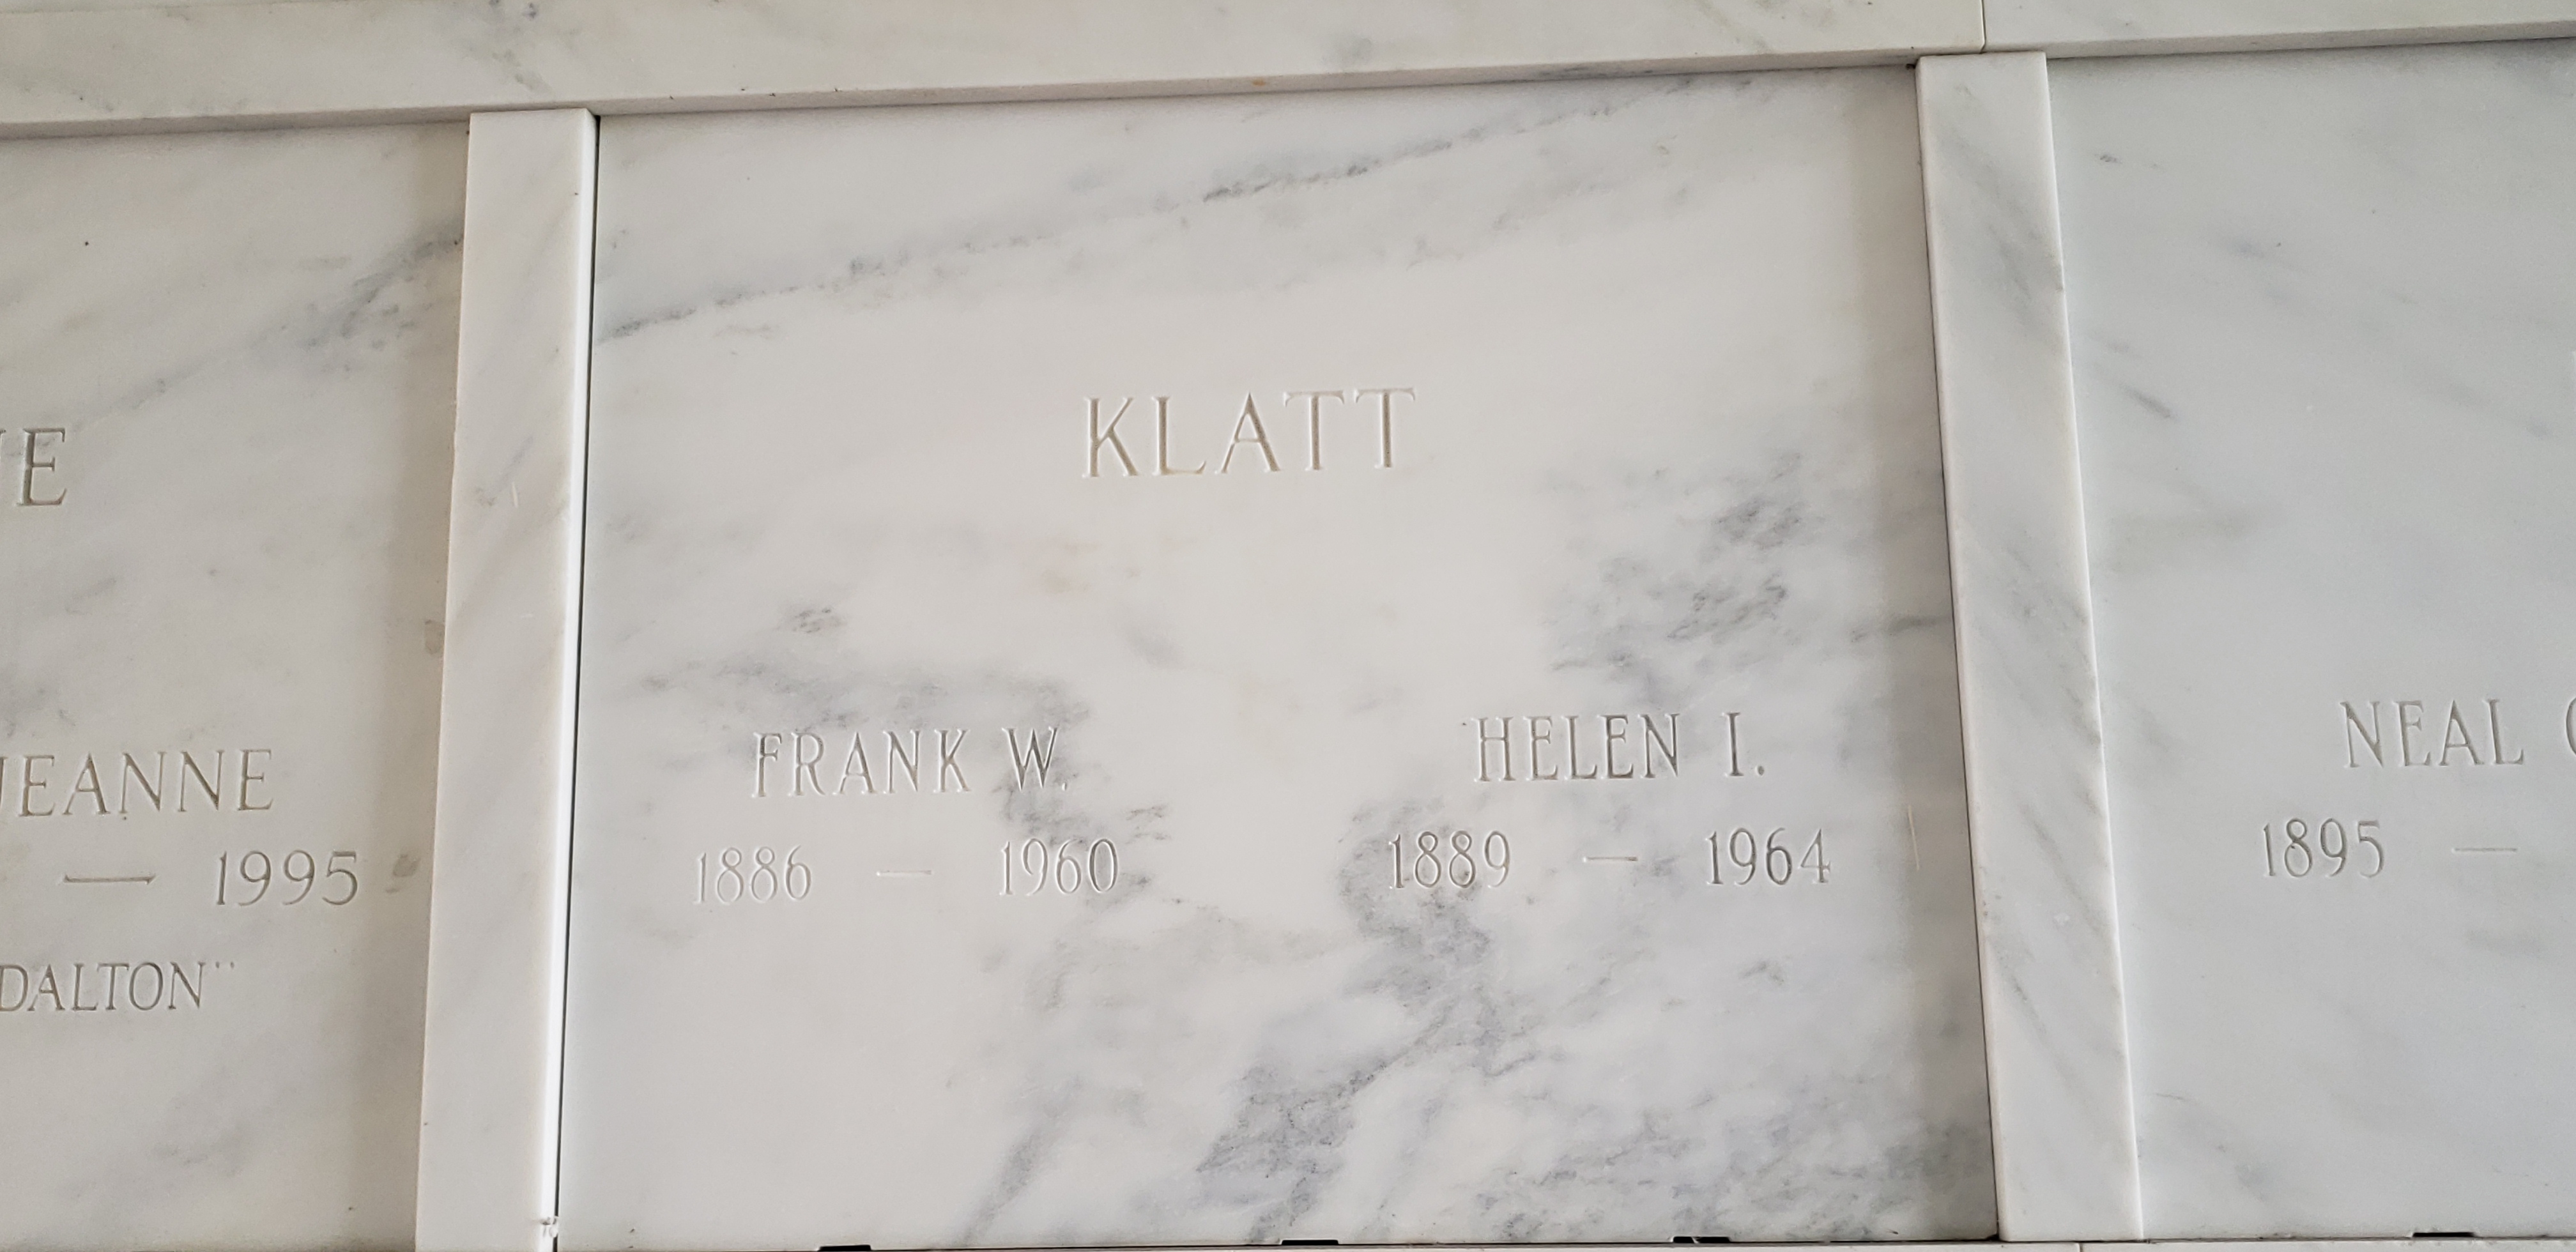 KLATT
FRANK W.
1886 — 1960
HELEN I.
1889 — 1964
JEANNE
— 1995
DALTON"
NEAL
1895 —